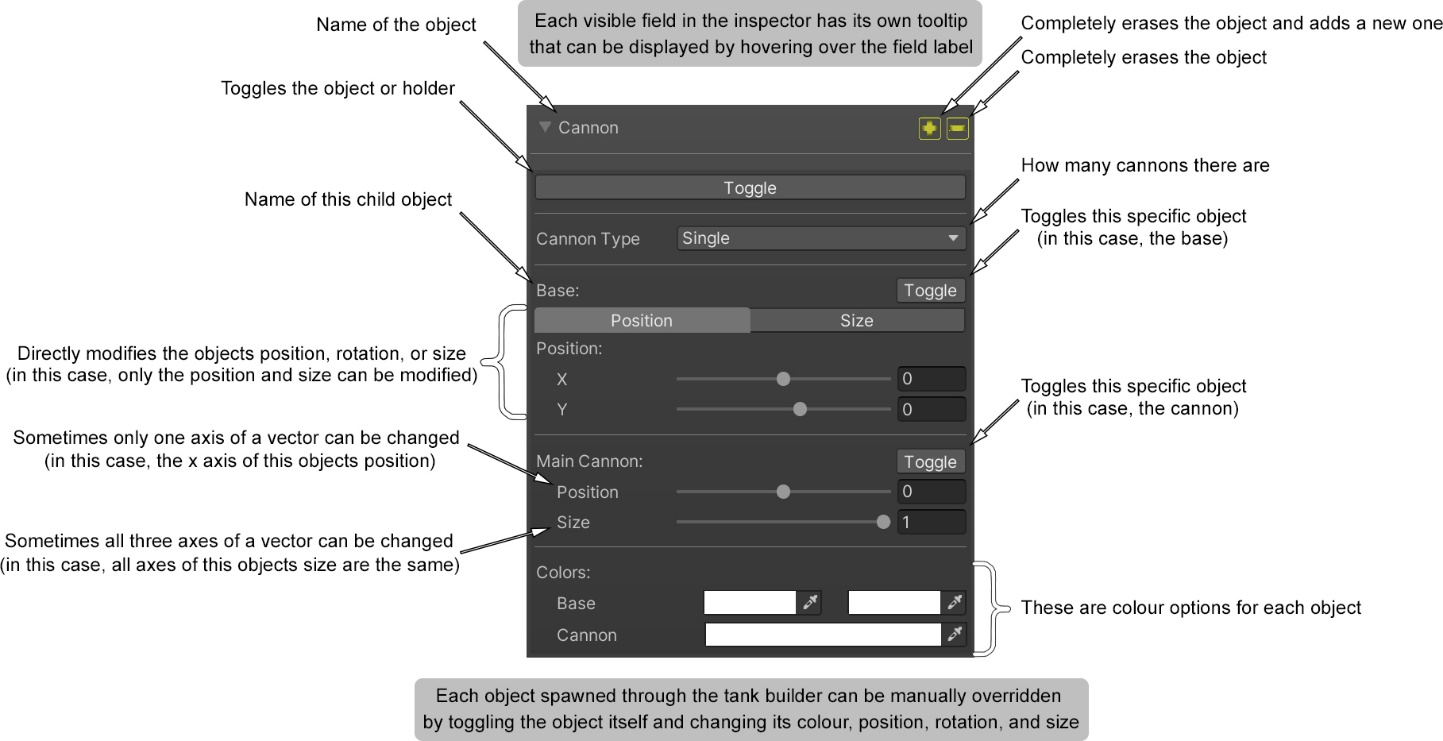 Name of the object
Each visible field in the inspector has its own tooltip
that can be displayed by hovering over the field label
Completely erases the object and adds a new one
Completely erases the object
Toggles the object or holder
Cannon
How many cannons there are
Toggle
Name of this child object
Toggles this specific object
(in this case, the base)
Cannon Type Single
Base: Toggle
Position Size
Directly modifies the objects position, rotation, or size
(in this case, only the position and size can be modified)
Position:
X 0
Y 0
Toggles this specific object
(in this case, the cannon)
Sometimes only one axis of a vector can be changed
(in this case, the x axis of this objects position)
Main Cannon: Toggle
Position 0
Size 1
Sometimes all three axes of a vector can be changed
(in this case, all axes of this objects size are the same)
Colors:
Base
Cannon
These are colour options for each object
Each object spawned through the tank builder can be manually overridden
by toggling the object itself and changing its colour, position, rotation, and size